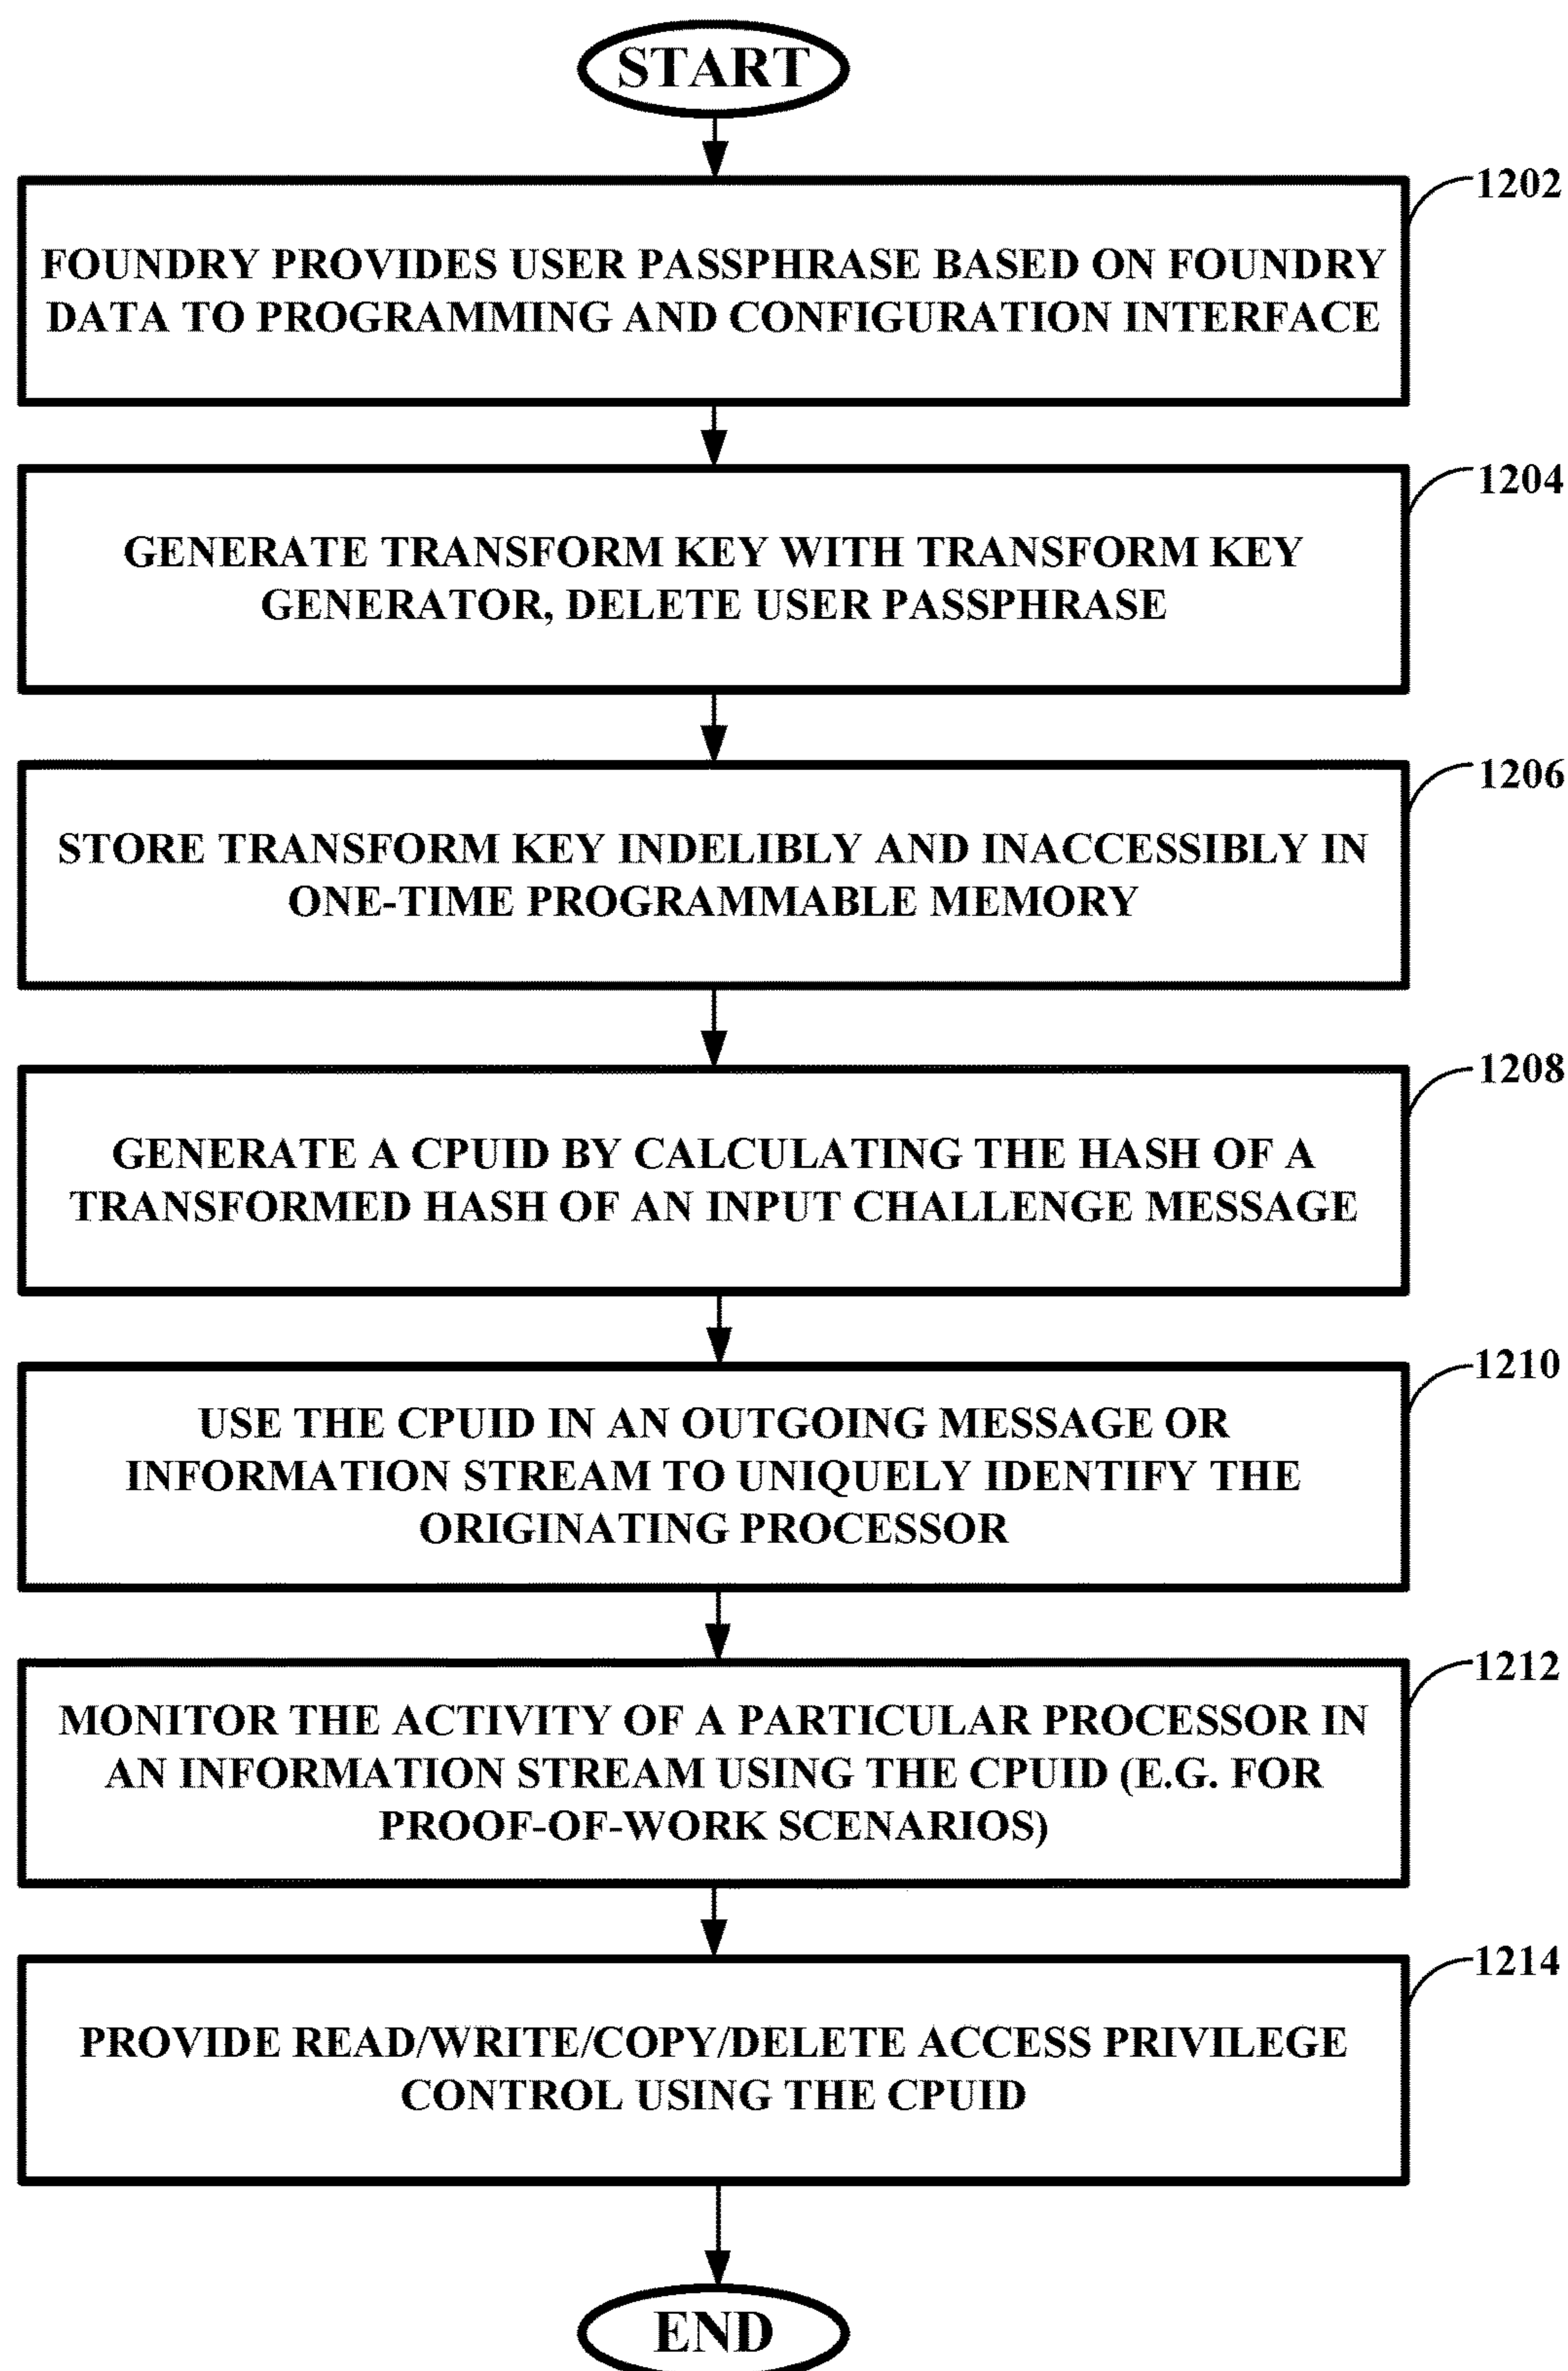 START
1202
FOUNDRY PROVIDES USER PASSPHRASE BASED ON FOUNDRY
DATA TO PROGRAMMING AND CONFIGURATION INTERFACE
1204
GENERATE TRANSFORM KEY WITH TRANSFORM KEY
GENERATOR, DELETE USER PASSPHRASE
1206
STORE TRANSFORM KEY INDELIBLY AND INACCESSIBLY IN
ONE-TIME PROGRAMMABLE MEMORY
1208
GENERATE A CPUID BY CALCULATING THE HASH OF A
TRANSFORMED HASH OF AN INPUT CHALLENGE MESSAGE
1210
USE THE CPUID IN AN OUTGOING MESSAGE OR
INFORMATION STREAM TO UNIQUELY IDENTIFY THE
ORIGINATING PROCESSOR
1212
MONITOR THE ACTIVITY OF A PARTICULAR PROCESSOR IN
AN INFORMATION STREAM USING THE CPUID (E.G. FOR
PROOF-OF-WORK SCENARIOS)
1214
PROVIDE READ/WRITE/COPY/DELETE ACCESS PRIVILEGE
CONTROL USING THE CPUID
END